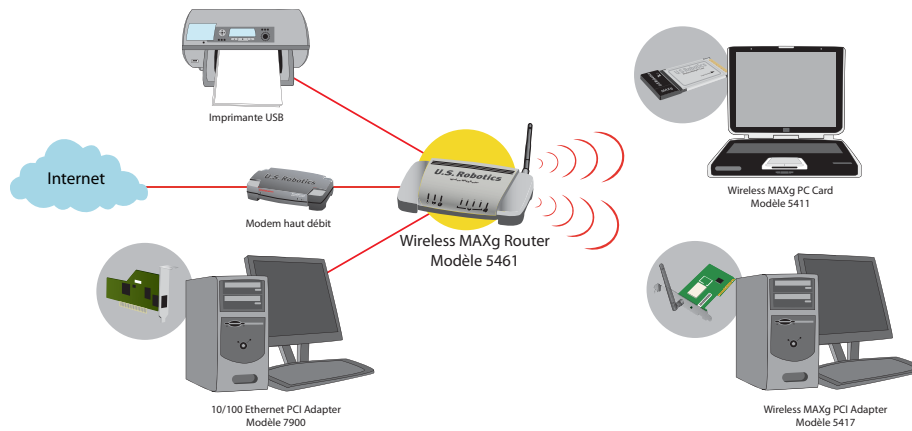 Imprimante USB
Internet
U.S. Robotics
Modem haut débit
U.S. Robotics
Wireless MAXg Router
Modèle 5461
Wireless MAXg PC Card
Modèle 5411
10/100 Ethernet PCI Adapter
Modèle 7900
Wireless MAXg PCI Adapter
Modèle 5417